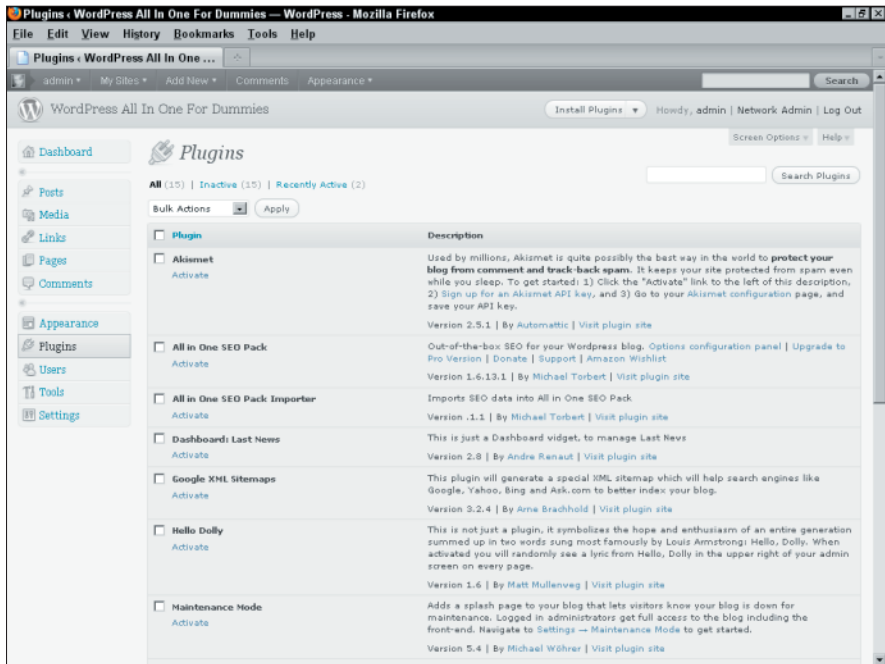 Plugins ‹ WordPress All In One For Dummies — WordPress - Mozilla Firefox
File Edit View History Bookmarks Tools Help
Plugins ‹ WordPress All In One ...
admin My Sites Add New Comments Appearance Search
WordPress All In One For Dummies Install Plugins Howdy, admin | Network Admin | Log Out
Screen Options Help
Dashboard
Posts
Media
Links
Pages
Comments
Appearance
Plugins
Users
Tools
Settings
Plugins
All (15) | Inactive (15) | Recently Active (2)
Search Plugins
Bulk Actions Apply
Plugin Description
Akismet
Activate
Used by millions, Akismet is quite possibly the best way in the world to protect your
blog from comment and track-back spam. It keeps your site protected from spam even
while you sleep. To get started: 1) Click the "Activate" link to the left of this description,
2) Sign up for an Akismet API key, and 3) Go to your Akismet configuration page, and
save your API key.
Version 2.5.1 | By Automattic | Visit plugin site
All in One SEO Pack
Activate
Out-of-the-box SEO for your Wordpress blog. Options configuration panel | Upgrade to
Pro Version | Donate | Support | Amazon Wishlist
Version 1.6.13.1 | By Michael Torbert | Visit plugin site
All in One SEO Pack Importer
Activate
Imports SEO data into All in One SEO Pack
Version .1.1 | By Michael Torbert | Visit plugin site
Dashboard: Last News
Activate
This is just a Dashboard widget, to manage Last News
Version 2.8 | By Andre Renaut | Visit plugin site
Google XML Sitemaps
Activate
This plugin will generate a special XML sitemap which will help search engines like
Google, Yahoo, Bing and Ask.com to better index your blog.
Version 3.2.4 | By Arne Brachhold | Visit plugin site
Hello Dolly
Activate
This is not just a plugin, it symbolizes the hope and enthusiasm of an entire generation
summed up in two words sung most famously by Louis Armstrong: Hello, Dolly. When
activated you will randomly see a lyric from Hello, Dolly in the upper right of your admin
screen on every page.
Version 1.6 | By Matt Mullenweg | Visit plugin site
Maintenance Mode
Activate
Adds a splash page to your blog that lets visitors know your blog is down for
maintenance. Logged in administrators get full access to the blog including the
front-end. Navigate to Settings → Maintenance Mode to get started.
Version 5.4 | By Michael Wöhrer | Visit plugin site